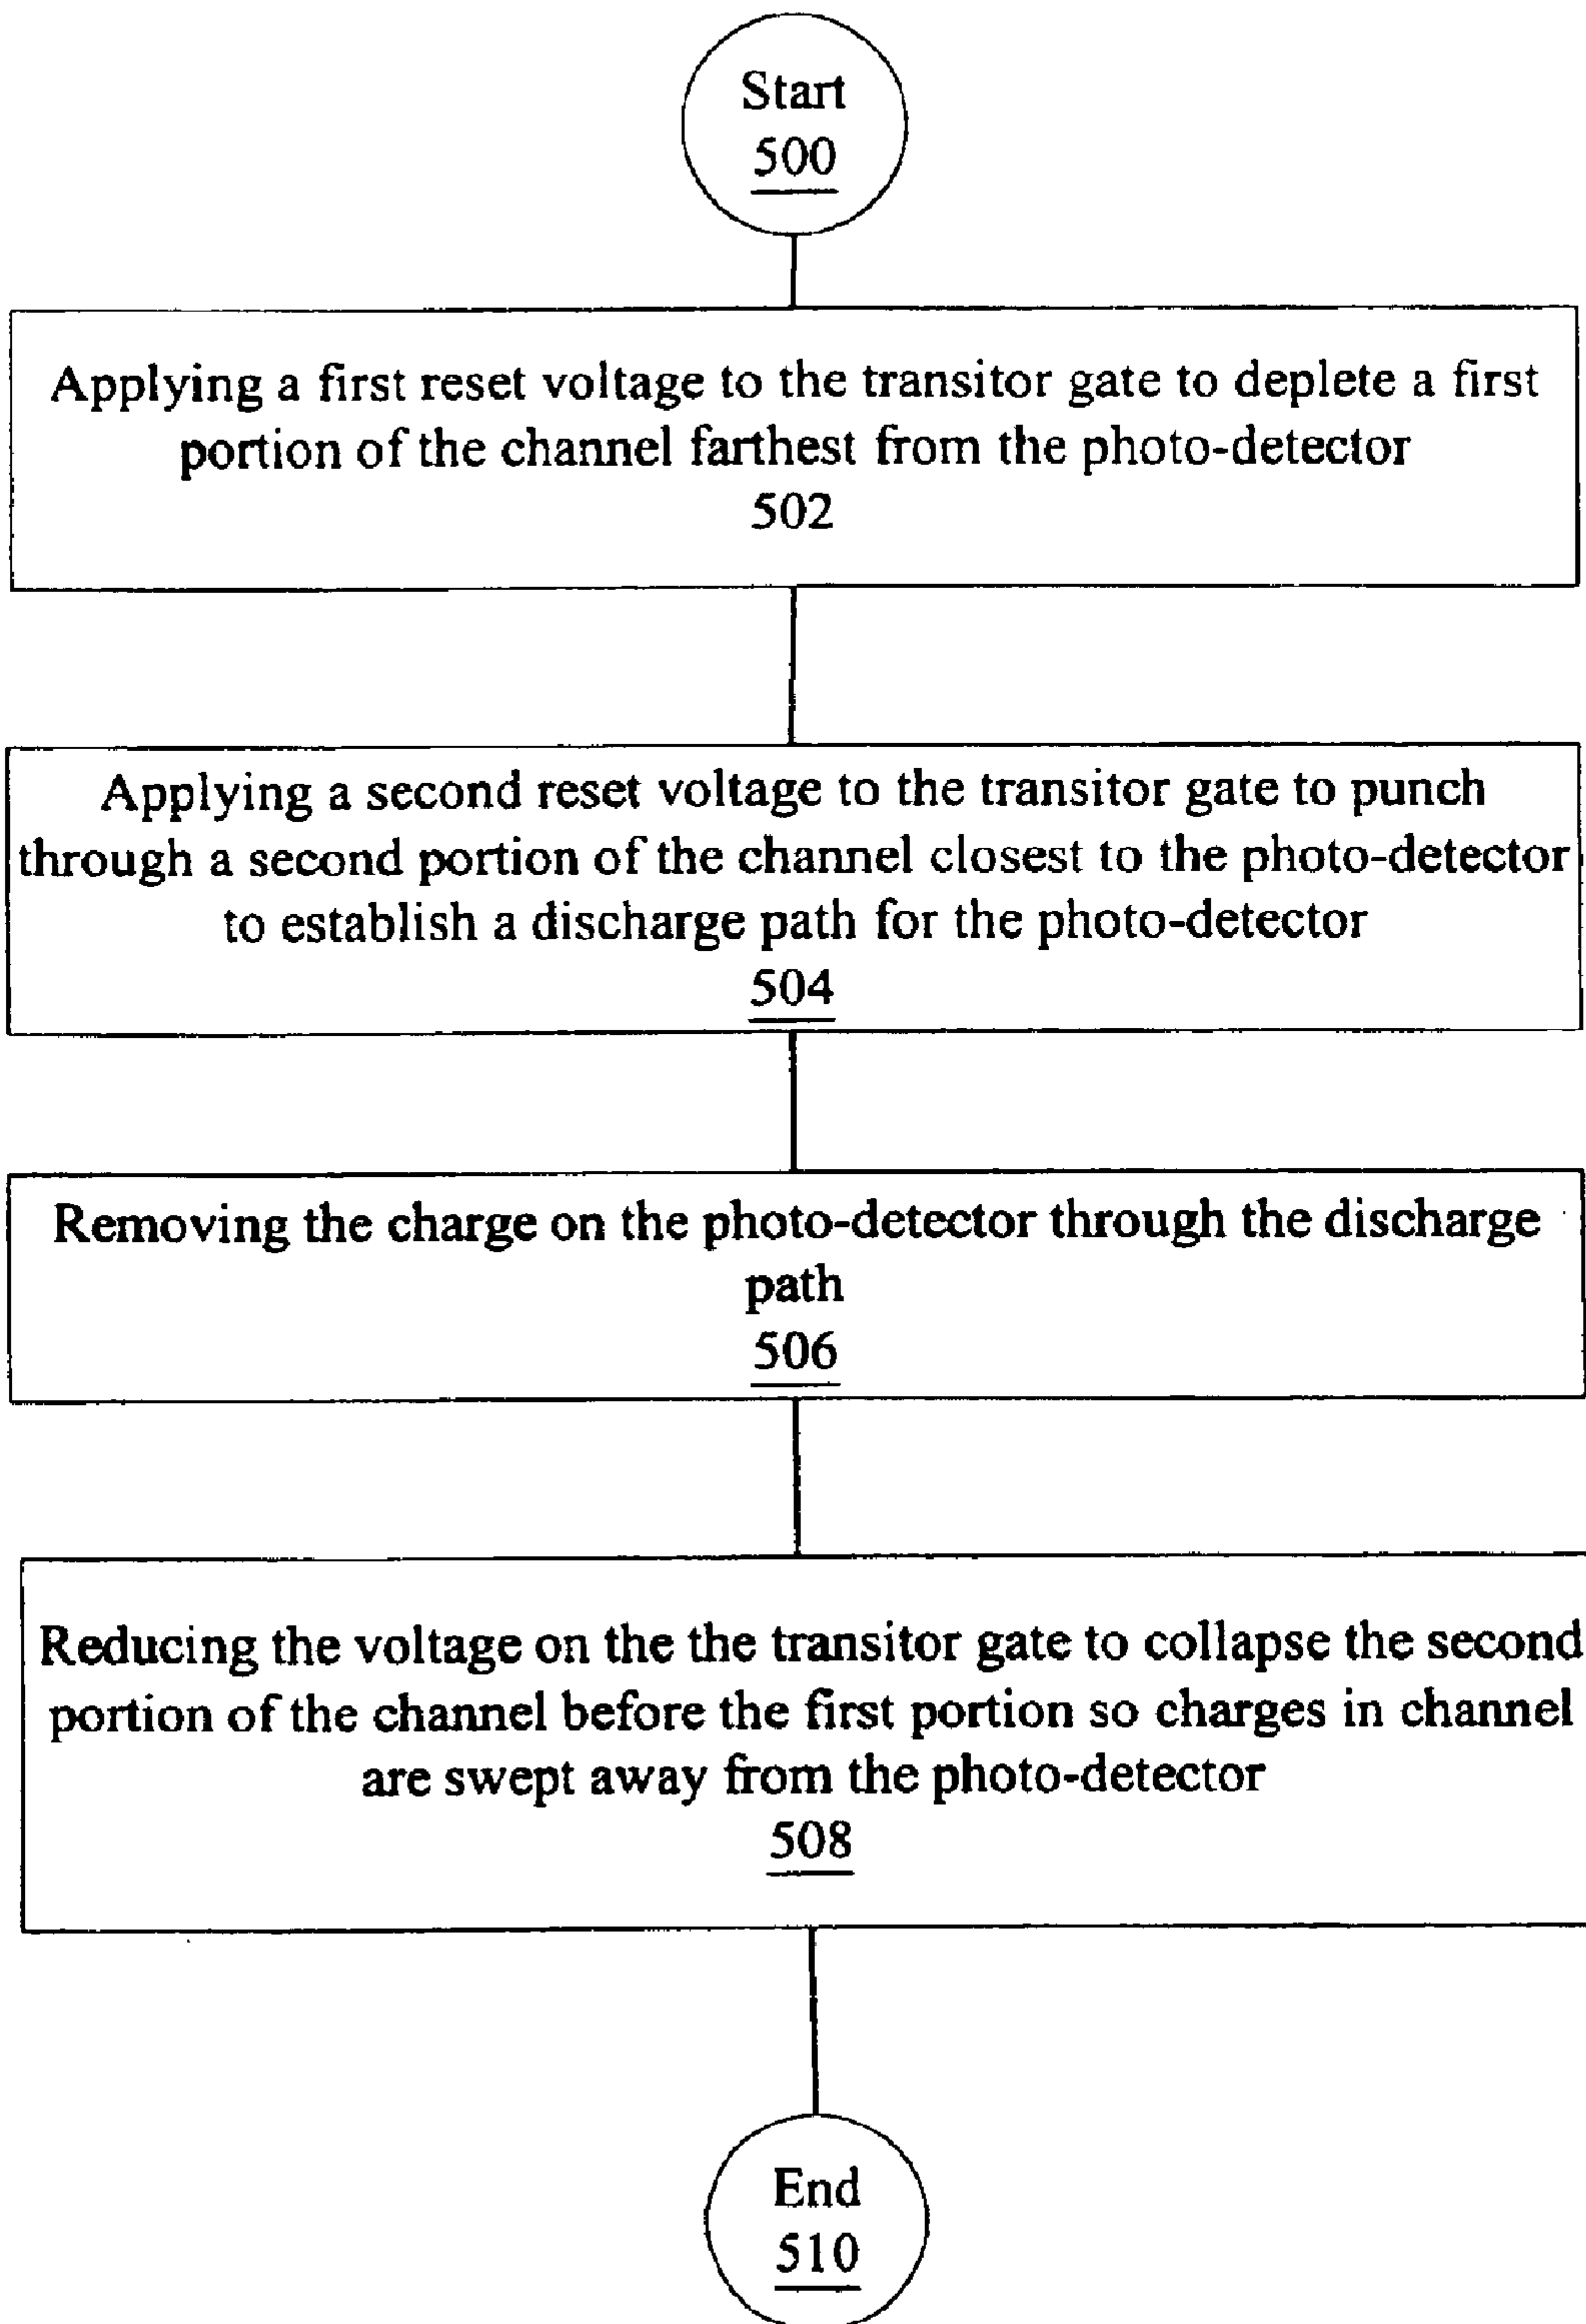 Start
500
Applying a first reset voltage to the transitor gate to deplete a first
portion of the channel farthest from the photo-detector
502
Applying a second reset voltage to the transitor gate to punch
through a second portion of the channel closest to the photo-detector
to establish a discharge path for the photo-detector
504
Removing the charge on the photo-detector through the discharge
path
506
Reducing the voltage on the the transitor gate to collapse the second
portion of the channel before the first portion so charges in channel
are swept away from the photo-detector
508
End
510